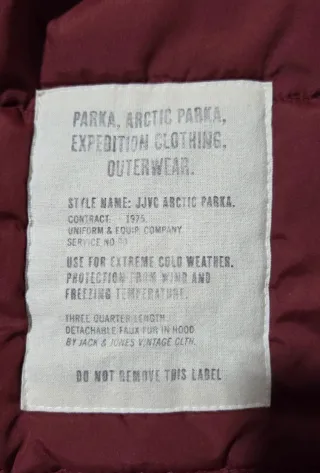 PARKA, ARCTIC PARKA,
EXPEDITION CLOTHING,
OUTERWEAR.
STYLE NAME: JJVC ARCTIC PARKA.
CONTRACT 1975
UNIFORM & EQUIP COMPANY
SERVICE NO
USE FOR EXTREME COLD WEATHER.
PROTECTION FROM WIND AND
FREEZING TEMPERATURE.
THREE QUARTER LENGTH
DETACHABLE FAUX FUR IN HOOD
BY JACK & JONES VINTAGE CLTH.
DO NOT REMOVE THIS LABEL